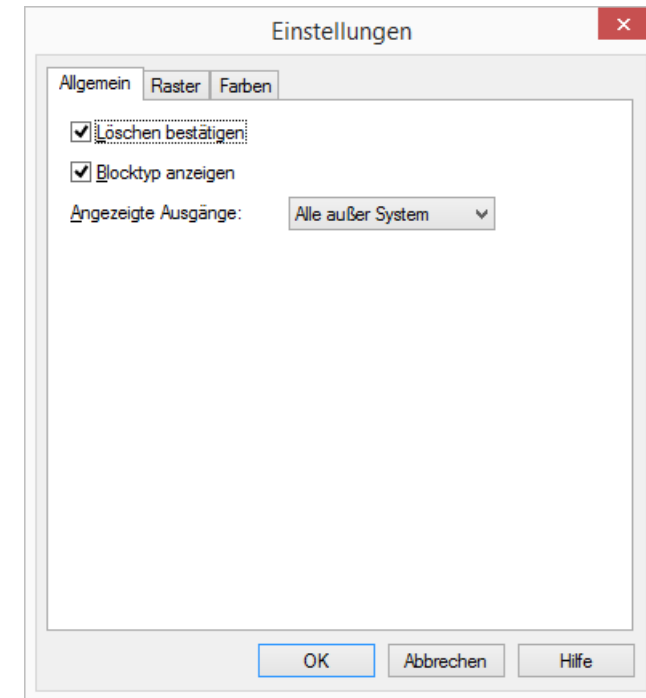 Einstellungen
Allgemein Raster Farben
Löschen bestätigen
Blocktyp anzeigen
Angezeigte Ausgänge: Alle außer System
OK Abbrechen Hilfe